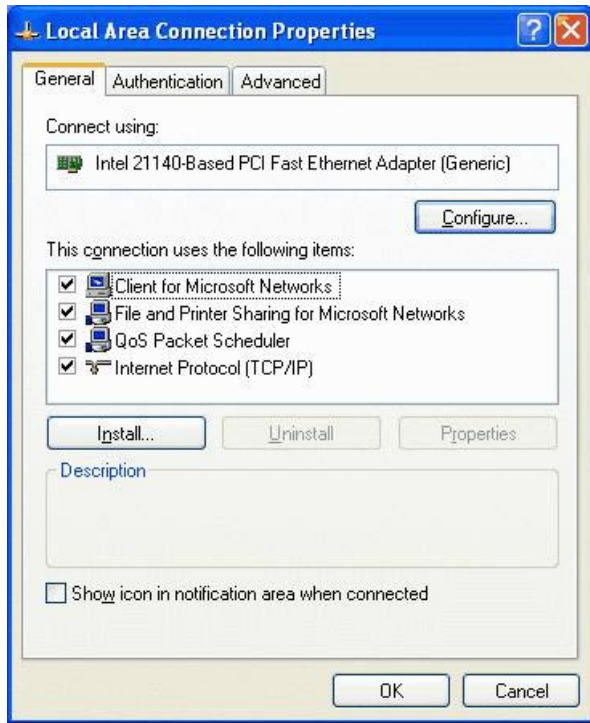 Local Area Connection Properties
General Authentication Advanced
Connect using:
Intel 21140-Based PCI Fast Ethernet Adapter (Generic)
Configure...
This connection uses the following items:
Client for Microsoft Networks
File and Printer Sharing for Microsoft Networks
QoS Packet Scheduler
Internet Protocol (TCP/IP)
Install... Uninstall Properties
Description
Show icon in notification area when connected
OK Cancel